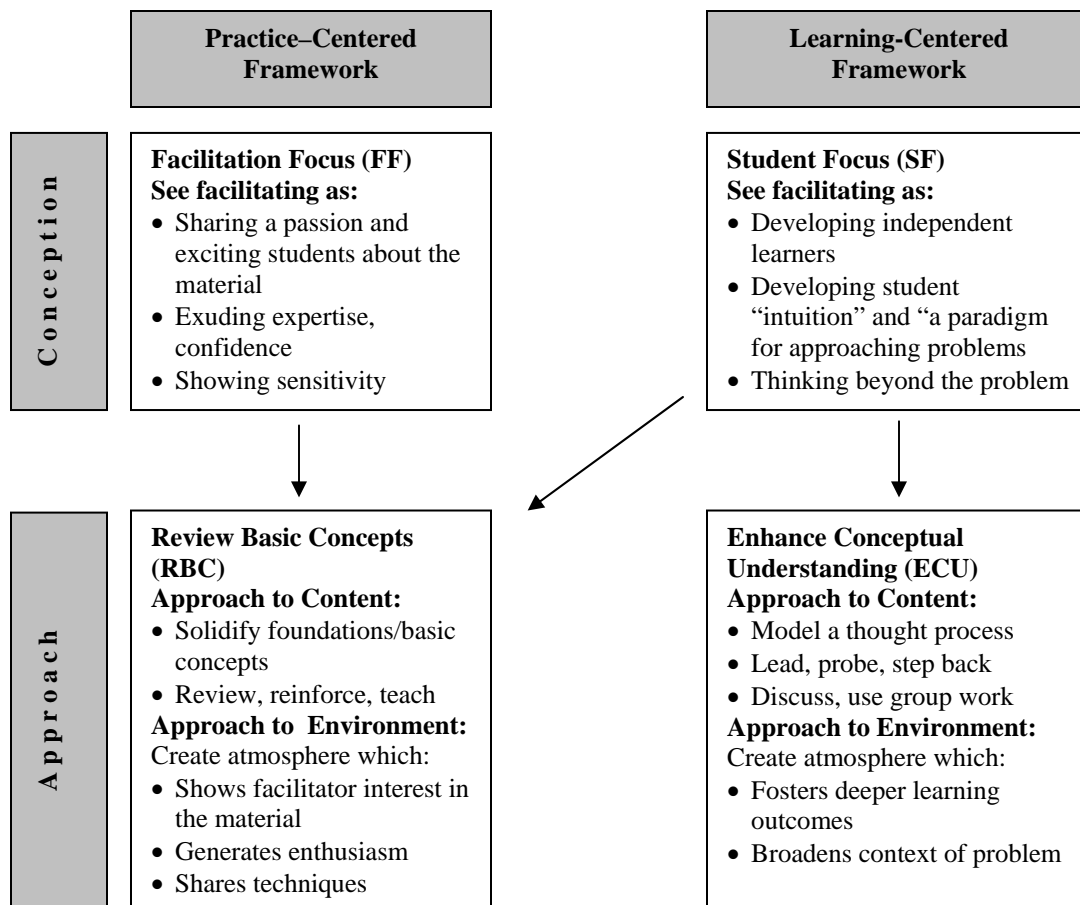 Practice–Centered
Framework
Learning-Centered
Framework
Conception
Facilitation Focus (FF)
See facilitating as:
• Sharing a passion and
exciting students about the
material
• Exuding expertise,
confidence
• Showing sensitivity
Student Focus (SF)
See facilitating as:
• Developing independent
learners
• Developing student
“intuition” and “a paradigm
for approaching problems
• Thinking beyond the problem
Approach
Review Basic Concepts
(RBC)
Approach to Content:
• Solidify foundations/basic
concepts
• Review, reinforce, teach
Approach to Environment:
Create atmosphere which:
• Shows facilitator interest in
the material
• Generates enthusiasm
• Shares techniques
Enhance Conceptual
Understanding (ECU)
Approach to Content:
• Model a thought process
• Lead, probe, step back
• Discuss, use group work
Approach to Environment:
Create atmosphere which:
• Fosters deeper learning
outcomes
• Broadens context of problem